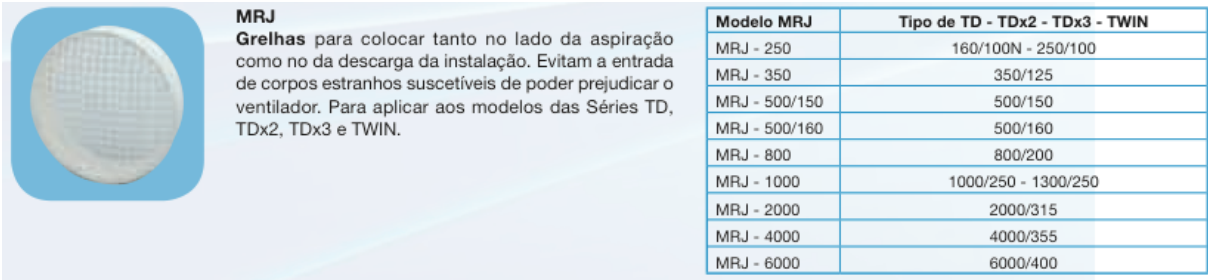 MRJ
Grelhas para colocar tanto no lado da aspiração
como no da descarga da instalação. Evitam a entrada
de corpos estranhos suscetíveis de poder prejudicar o
ventilador. Para aplicar aos modelos das Séries TD,
TDx2, TDx3 e TWIN.
Modelo MRJ Tipo de TD - TDx2 - TDx3 - TWIN
MRJ - 250 160/100N - 250/100
MRJ - 350 350/125
MRJ - 500/150 500/150
MRJ - 500/160 500/160
MRJ - 800 800/200
MRJ - 1000 1000/250 - 1300/250
MRJ - 2000 2000/315
MRJ - 4000 4000/355
MRJ - 6000 6000/400